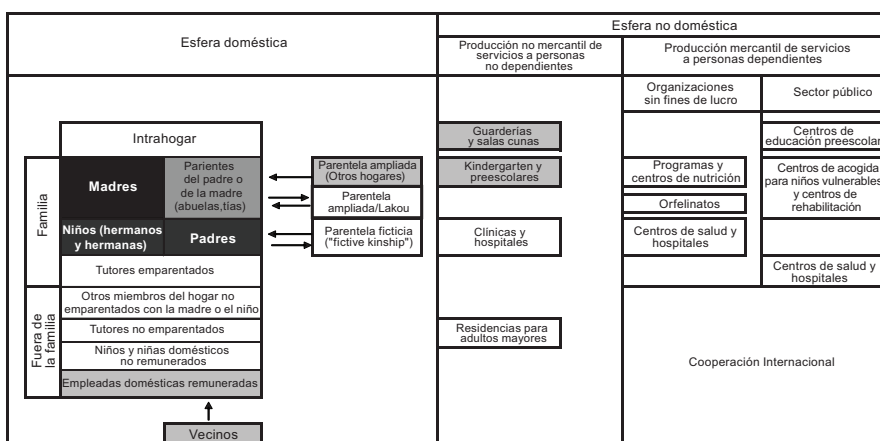 Esfera doméstica
Esfera no doméstica
Producción no mercantil de
servicios a personas
no dependientes
Producción mercantil de servicios
a personas dependientes
Organizaciones
sin fines de lucro
Sector público
Intrahogar
Familia
Madres
Parientes
del padre o
de la madre
(abuelas,tías)
Niños (hermanos
y hermanas)
Padres
Tutores emparentados
Fuera de
la familia
Otros miembros del hogar no
emparentados con la madre o el niño
Tutores no emparentados
Niños y niñas domésticos
no remunerados
Empleadas domésticas remuneradas
Vecinos
Parentela ampliada
(Otros hogares)
Parentela
ampliada/Lakou
Parentela ficticia
("fictive kinship")
Guarderías
y salas cunas
Kindergarten y
preescolares
Clínicas y
hospitales
Residencias para
adultos mayores
Programas y
centros de nutrición
Orfelinatos
Centros de salud y
hospitales
Centros de
educación preescolar
Centros de acogida
para niños vulnerables
y centros de
rehabilitación
Centros de salud y
hospitales
Cooperación Internacional